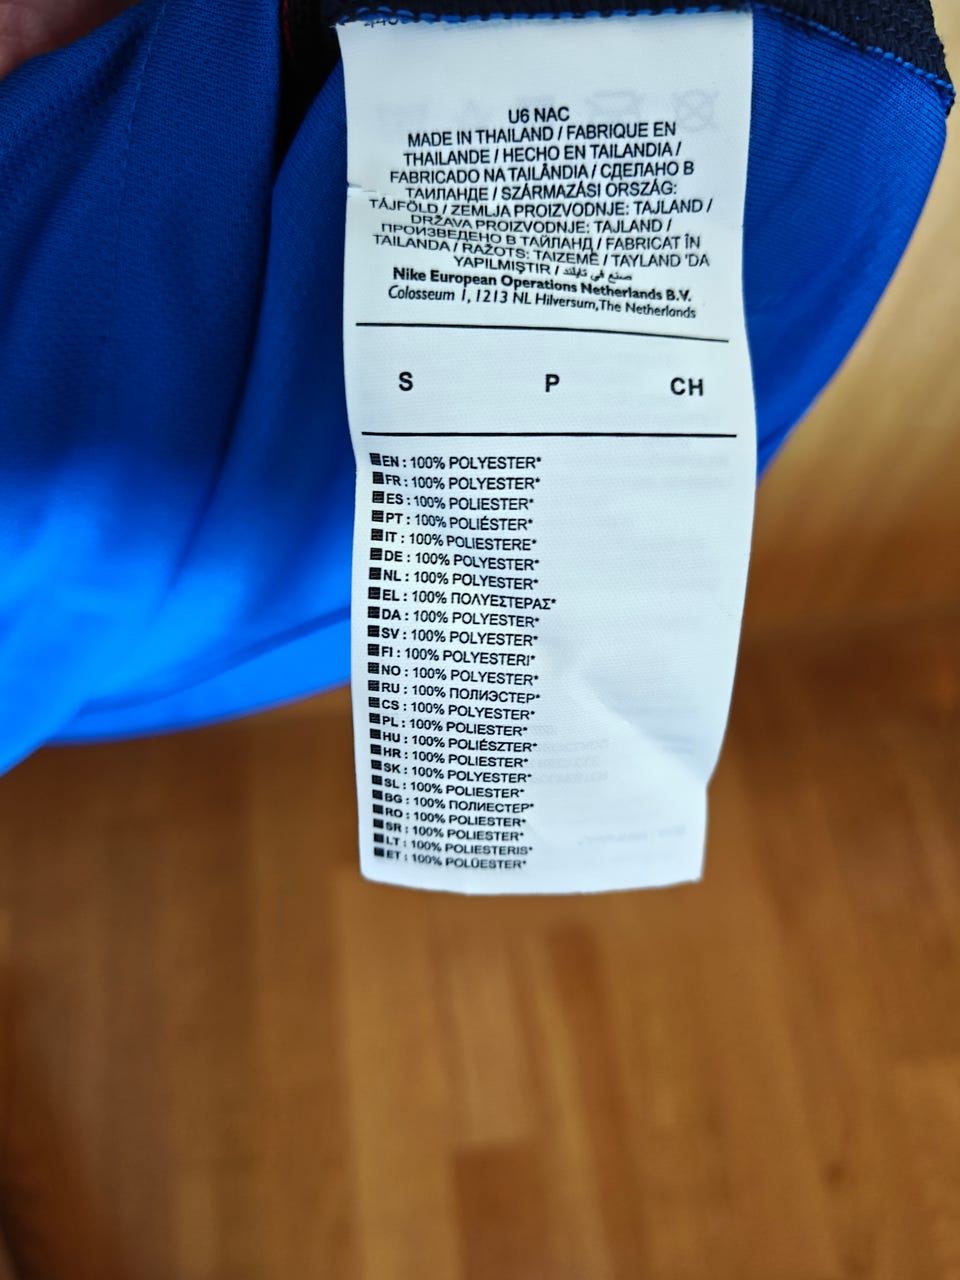 U6 NAC
MADE IN THAILAND / FABRIQUE EN
THAILANDE / HECHO EN TAILANDIA /
FABRICADO NA TAILÂNDIA / СДЕЛАНО В
ТАИЛАНДЕ / SZÁRMAZÁSI ORSZÁG:
TÁJFÖLD / ZEMLJA PROIZVODNJE: TAJLAND /
DRŽAVA PROIZVODNJE: TAJLAND /
ПРОИЗВЕДЕНО В ТАЙЛАНД / FABRICAT ÎN
TAILANDA / RAŽOTS: TAIZEMĒ / TAYLAND 'DA
YAPILMIŞTIR / صنع في تايلند
Nike European Operations Netherlands B.V.
Colosseum 1, 1213 NL Hilversum, The Netherlands
S P CH
EN : 100% POLYESTER*
FR : 100% POLYESTER*
ES : 100% POLIESTER*
PT : 100% POLIÉSTER*
IT : 100% POLIESTERE*
DE : 100% POLYESTER*
NL : 100% POLYESTER*
EL : 100% ΠΟΛΥΕΣΤΕΡΑΣ*
DA : 100% POLYESTER*
SV : 100% POLYESTER*
FI : 100% POLYESTERI*
NO : 100% POLYESTER*
RU : 100% ПОЛИЭСТЕР*
CS : 100% POLYESTER*
PL : 100% POLIESTER*
HU : 100% POLIÉSZTER*
HR : 100% POLIESTER*
SK : 100% POLYESTER*
SL : 100% POLIESTER*
BG : 100% ПОЛИЕСТЕР*
RO : 100% POLIESTER*
SR : 100% POLIESTER*
LT : 100% POLIESTERIS*
ET : 100% POLÜESTER*